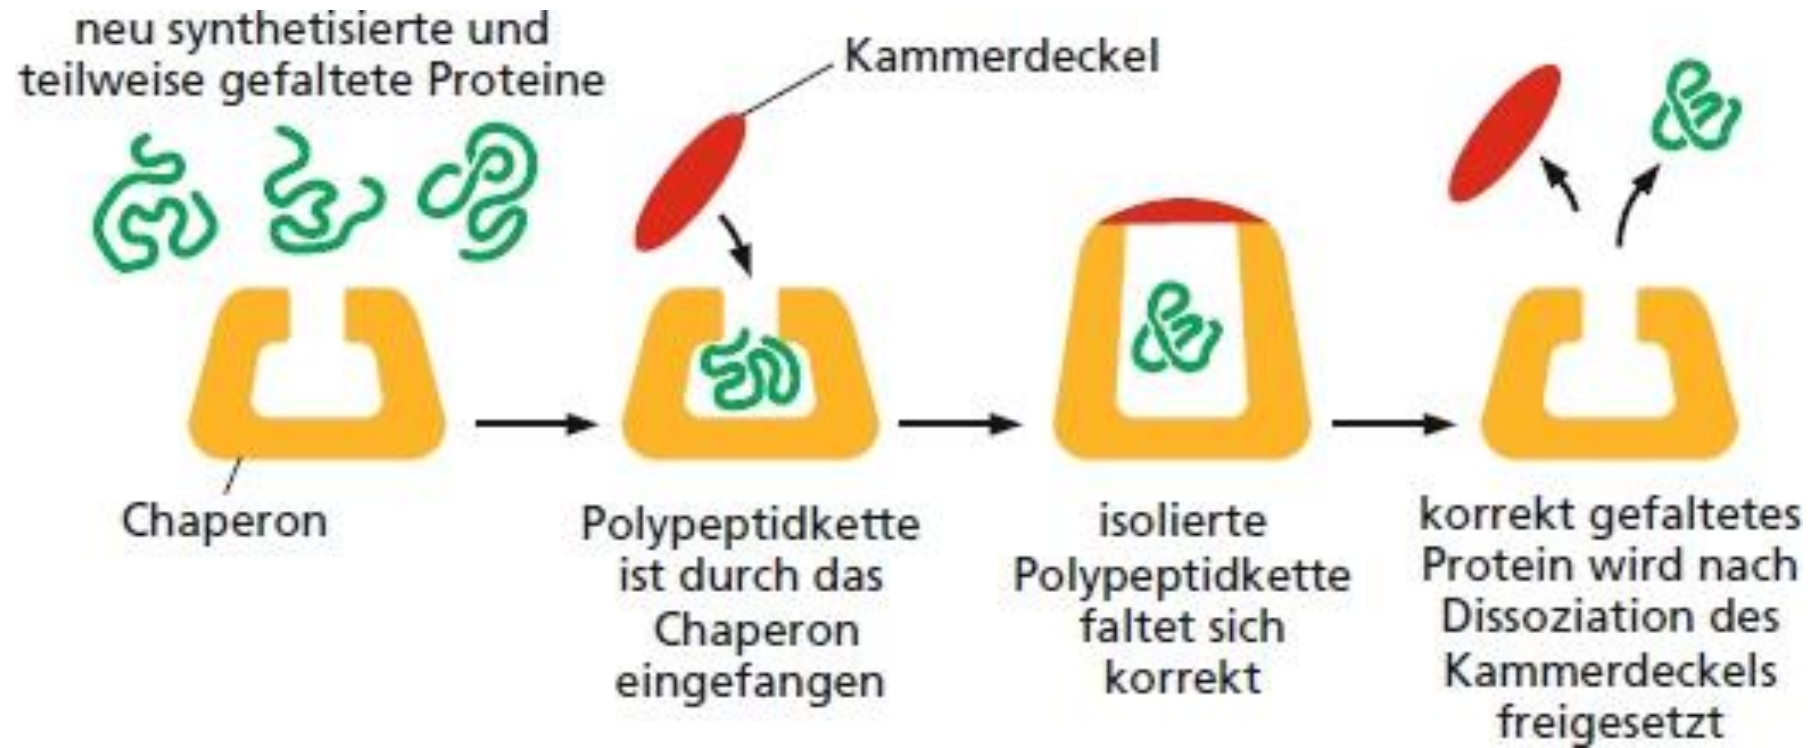 neu synthetisierte und
teilweise gefaltete Proteine
Kammerdeckel
Chaperon
Polypeptidkette
ist durch das
Chaperon
eingefangen
isolierte
Polypeptidkette
faltet sich
korrekt
korrekt gefaltetes
Protein wird nach
Dissoziation des
Kammerdeckels
freigesetzt